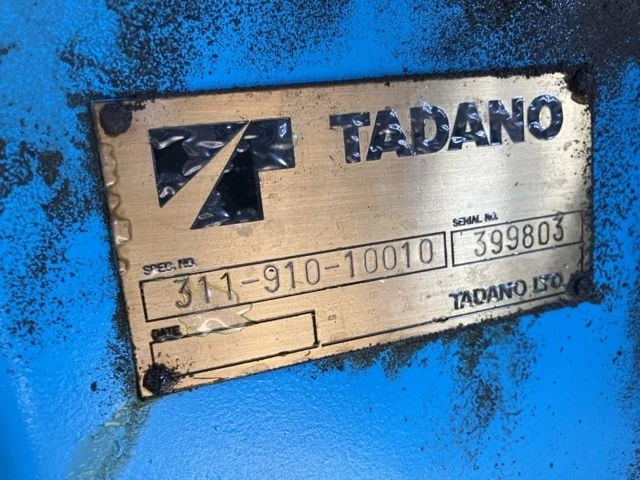 TADANO
SPEC. NO.
311-910-10010
SERIAL NO.
399803
DATE
TADANO LTD.